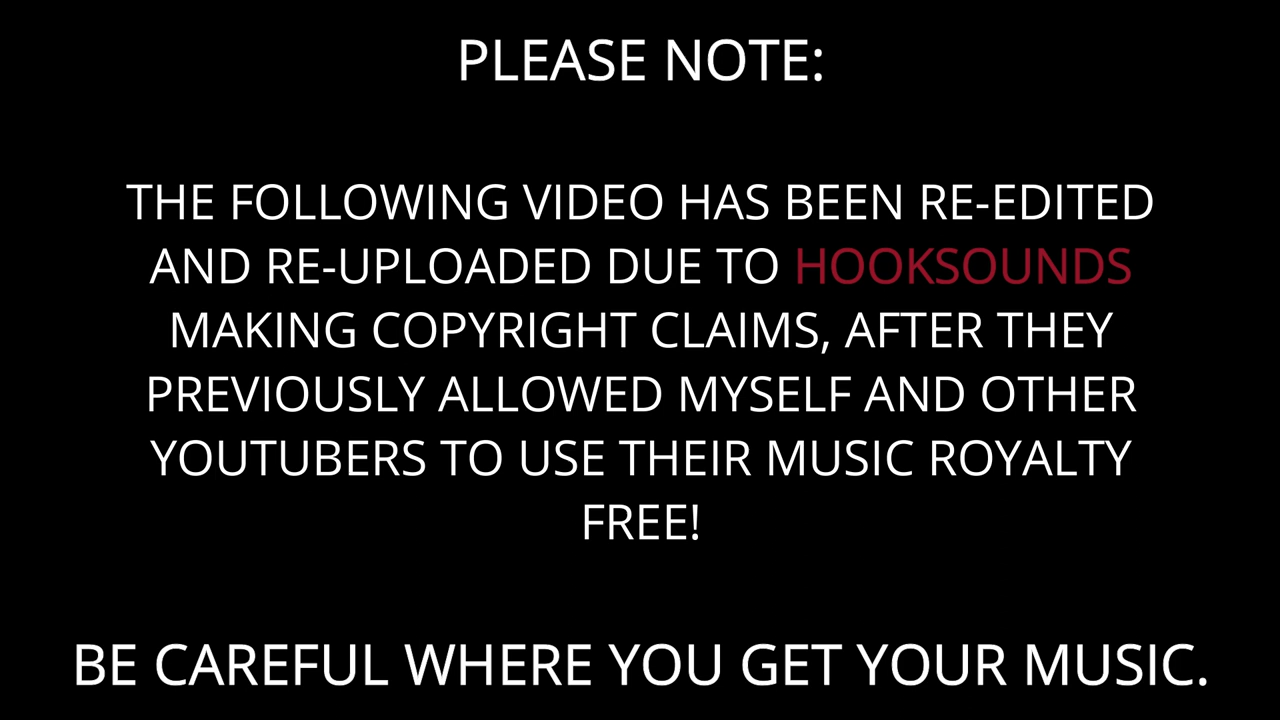 PLEASE NOTE:
THE FOLLOWING VIDEO HAS BEEN RE-EDITED
AND RE-UPLOADED DUE TO HOOKSOUNDS
MAKING COPYRIGHT CLAIMS, AFTER THEY
PREVIOUSLY ALLOWED MYSELF AND OTHER
YOUTUBERS TO USE THEIR MUSIC ROYALTY
FREE!
BE CAREFUL WHERE YOU GET YOUR MUSIC.